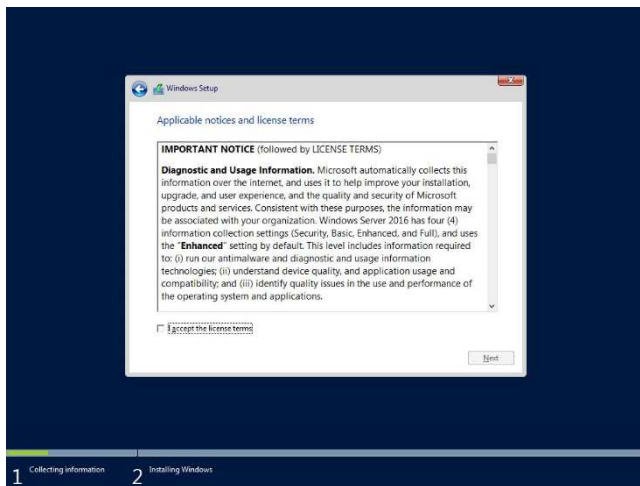 Windows Setup
Applicable notices and license terms
IMPORTANT NOTICE (followed by LICENSE TERMS)
Diagnostic and Usage Information. Microsoft automatically collects this
information over the internet, and uses it to help improve your installation,
upgrade, and user experience, and the quality and security of Microsoft
products and services. Consistent with these purposes, the information may
be associated with your organization. Windows Server 2016 has four (4)
information collection settings (Security, Basic, Enhanced, and Full), and uses
the "Enhanced" setting by default. This level includes information required
to: (i) run our antimalware and diagnostic and usage information
technologies; (ii) understand device quality, and application usage and
compatibility; and (iii) identify quality issues in the use and performance of
the operating system and applications.
I accept the license terms
Next
1 Collecting information
2 Installing Windows